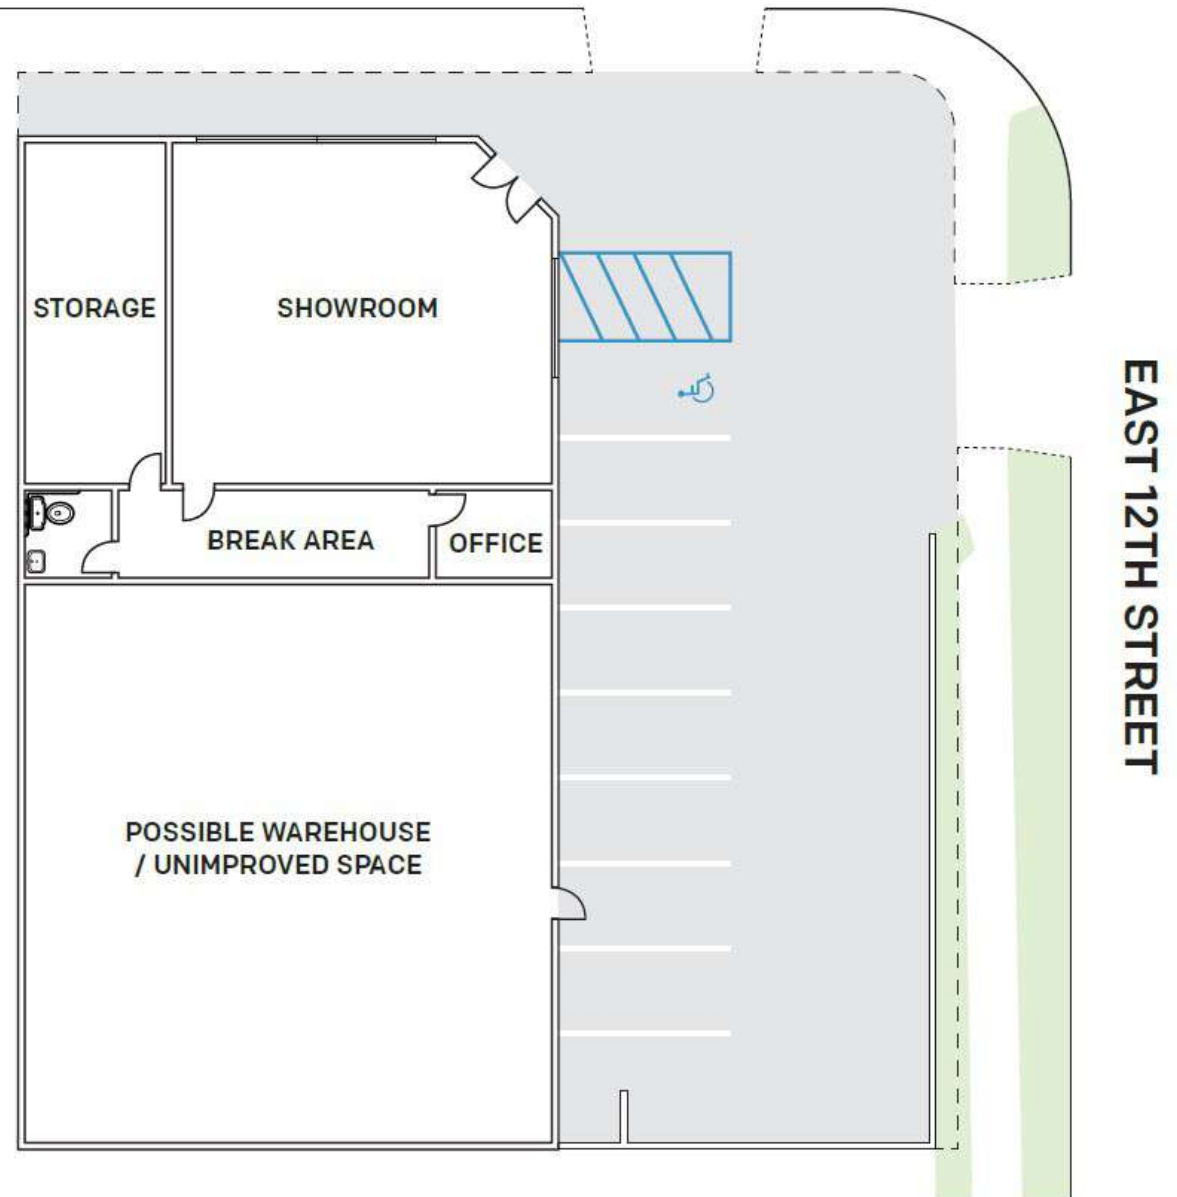 STORAGE
SHOWROOM
BREAK AREA
OFFICE
POSSIBLE WAREHOUSE
/ UNIMPROVED SPACE
EAST 12TH STREET